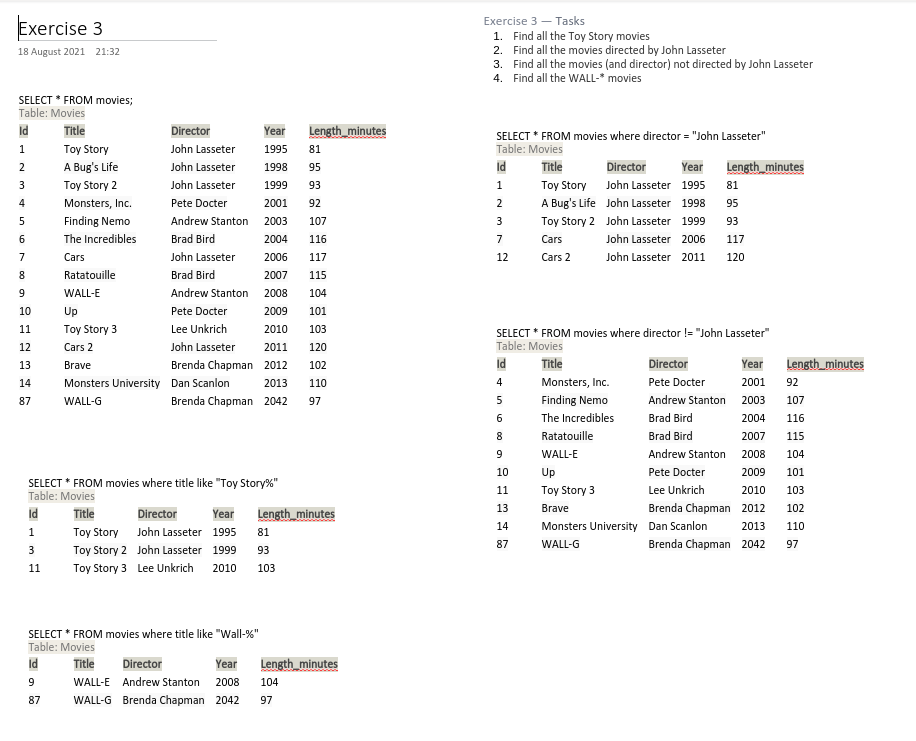 Exercise 3
18 August 2021 21:32
SELECT * FROM movies;
Table: Movies
Id Title Director Year Length_minutes
1 Toy Story John Lasseter 1995 81
2 A Bug's Life John Lasseter 1998 95
3 Toy Story 2 John Lasseter 1999 93
4 Monsters, Inc. Pete Docter 2001 92
5 Finding Nemo Andrew Stanton 2003 107
6 The Incredibles Brad Bird 2004 116
7 Cars John Lasseter 2006 117
8 Ratatouille Brad Bird 2007 115
9 WALL-E Andrew Stanton 2008 104
10 Up Pete Docter 2009 101
11 Toy Story 3 Lee Unkrich 2010 103
12 Cars 2 John Lasseter 2011 120
13 Brave Brenda Chapman 2012 102
14 Monsters University Dan Scanlon 2013 110
87 WALL-G Brenda Chapman 2042 97
SELECT * FROM movies where title like "Toy Story%"
Table: Movies
Id Title Director Year Length_minutes
1 Toy Story John Lasseter 1995 81
3 Toy Story 2 John Lasseter 1999 93
11 Toy Story 3 Lee Unkrich 2010 103
SELECT * FROM movies where title like "Wall-%"
Table: Movies
Id Title Director Year Length_minutes
9 WALL-E Andrew Stanton 2008 104
87 WALL-G Brenda Chapman 2042 97
Exercise 3 — Tasks
1. Find all the Toy Story movies
2. Find all the movies directed by John Lasseter
3. Find all the movies (and director) not directed by John Lasseter
4. Find all the WALL-* movies
SELECT * FROM movies where director = "John Lasseter"
Table: Movies
Id Title Director Year Length_minutes
1 Toy Story John Lasseter 1995 81
2 A Bug's Life John Lasseter 1998 95
3 Toy Story 2 John Lasseter 1999 93
7 Cars John Lasseter 2006 117
12 Cars 2 John Lasseter 2011 120
SELECT * FROM movies where director != "John Lasseter"
Table: Movies
Id Title Director Year Length_minutes
4 Monsters, Inc. Pete Docter 2001 92
5 Finding Nemo Andrew Stanton 2003 107
6 The Incredibles Brad Bird 2004 116
8 Ratatouille Brad Bird 2007 115
9 WALL-E Andrew Stanton 2008 104
10 Up Pete Docter 2009 101
11 Toy Story 3 Lee Unkrich 2010 103
13 Brave Brenda Chapman 2012 102
14 Monsters University Dan Scanlon 2013 110
87 WALL-G Brenda Chapman 2042 97